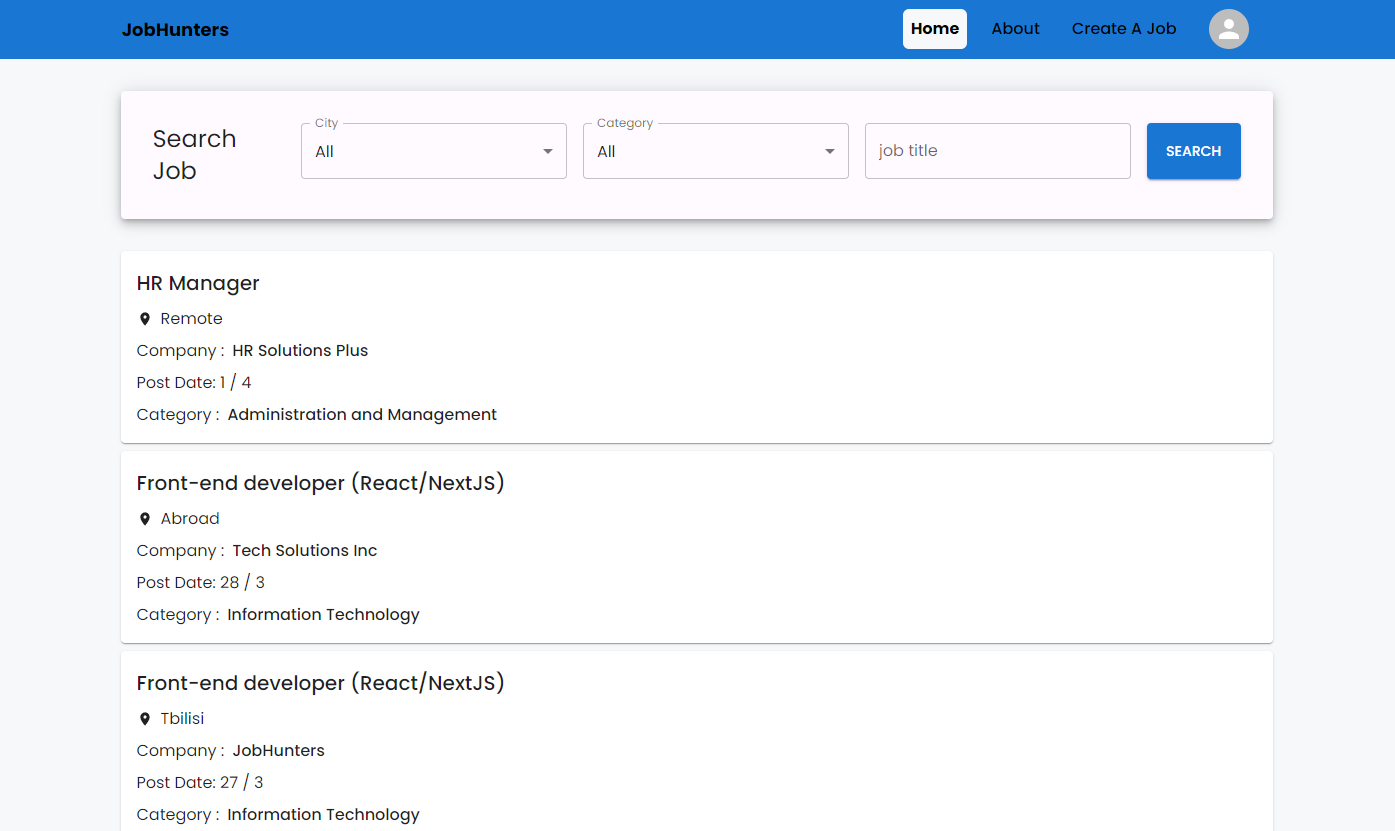 JobHunters
Home
About
Create A Job
Search
Job
City
All
Category
All
job title
SEARCH
HR Manager
Remote
Company : HR Solutions Plus
Post Date: 1 / 4
Category : Administration and Management
Front-end developer (React/NextJS)
Abroad
Company : Tech Solutions Inc
Post Date: 28 / 3
Category : Information Technology
Front-end developer (React/NextJS)
Tbilisi
Company : JobHunters
Post Date: 27 / 3
Category : Information Technology